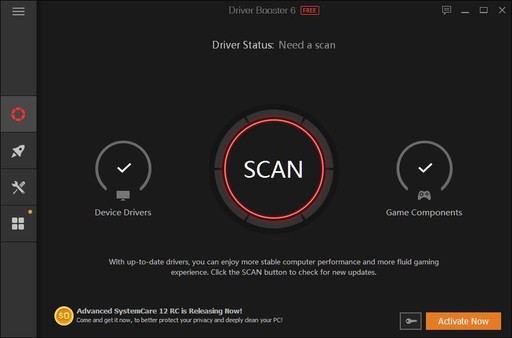 Driver Booster 6 FREE
Driver Status: Need a scan
SCAN
Device Drivers
Game Components
With up-to-date drivers, you can enjoy more stable computer performance and more fluid gaming
experience. Click the SCAN button to check for new updates.
Advanced SystemCare 12 RC is Releasing Now!
Come and get it now, to better protect your privacy and deeply clean your PC!
Activate Now